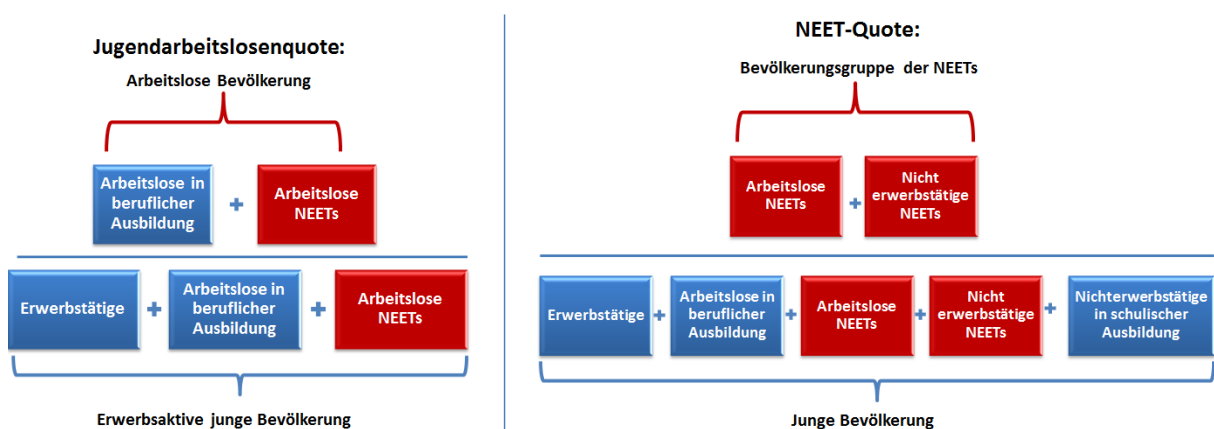 Jugendarbeitslosenquote:
Arbeitslose Bevölkerung
Arbeitslose in
beruflicher
Ausbildung
+
Arbeitslose
NEETs
Erwerbstätige
+
Arbeitslose in
beruflicher
Ausbildung
+
Arbeitslose
NEETs
Erwerbsaktive junge Bevölkerung
NEET-Quote:
Bevölkerungsgruppe der NEETs
Arbeitslose
NEETs
+
Nicht
erwerbstätige
NEETs
Erwerbstätige
+
Arbeitslose in
beruflicher
Ausbildung
+
Arbeitslose
NEETs
+
Nicht
erwerbstätige
NEETs
+
Nichterwerbstätige
in schulischer
Ausbildung
Junge Bevölkerung